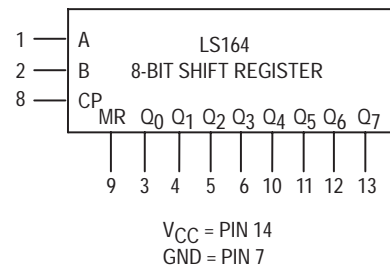 1 A LS164
2 B 8-BIT SHIFT REGISTER
8 CP
MR Q0 Q1 Q2 Q3 Q4 Q5 Q6 Q7
9 3 4 5 6 10 11 12 13
VCC = PIN 14
GND = PIN 7